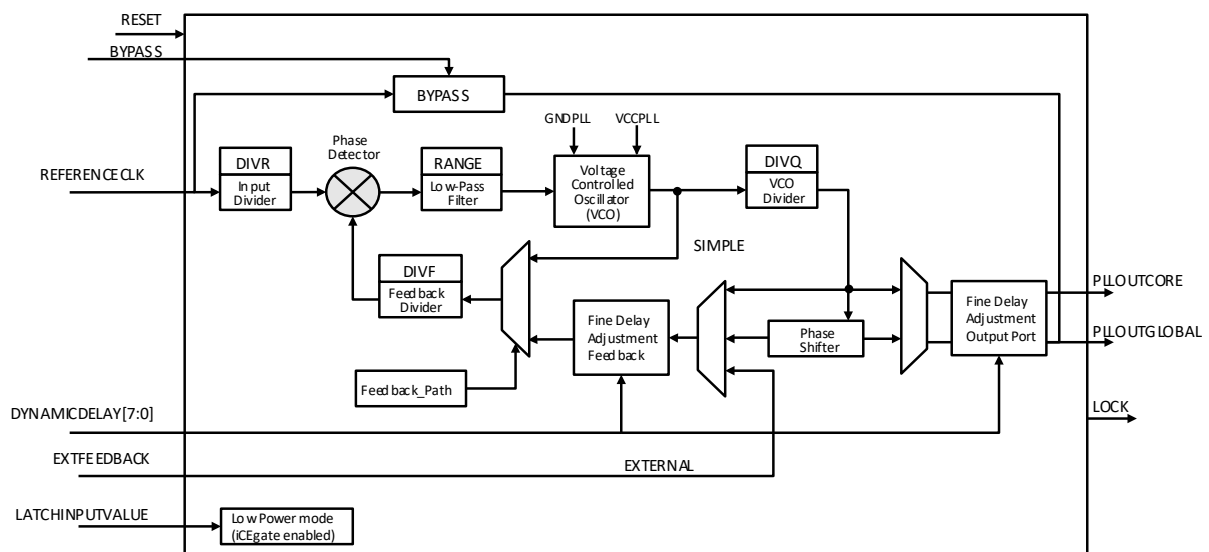 RESET
BYPASS
BYPASS
GNDPLL
VCCPLL
Phase
Detector
DIVR
RANGE
Voltage
Controlled
Oscillator
(VCO)
DIVQ
REFERENCECLK
Input
Divider
Low-Pass
Filter
VCO
Divider
SIMPLE
DIVF
Feedback
Divider
Fine Delay
Adjustment
Feedback
Phase
Shifter
Fine Delay
Adjustment
Output Port
PLLOUTCORE
PLLOUTGLOBAL
Feedback_Path
DYNAMICDELAY[7:0]
LOCK
EXTFEEDBACK
EXTERNAL
LATCHINPUTVALUE
Low Power mode
(iCEgate enabled)